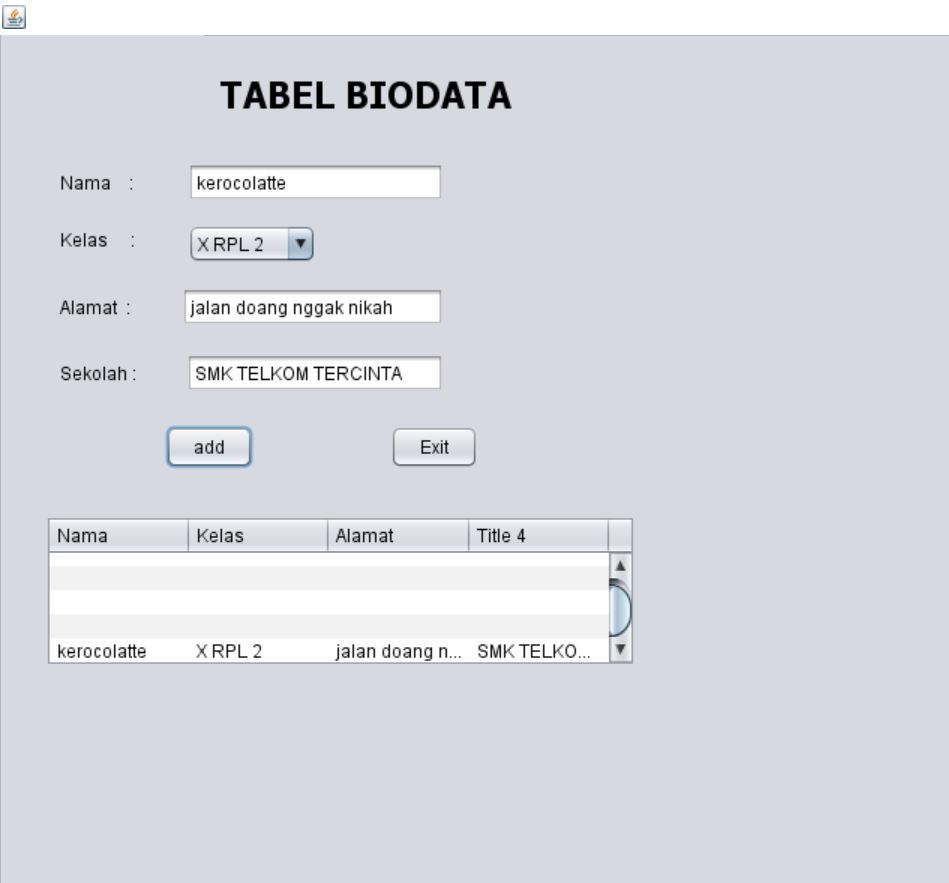 TABEL BIODATA
Nama : kerocolatte
Kelas : X RPL 2
Alamat : jalan doang nggak nikah
Sekolah : SMK TELKOM TERCINTA
add Exit
Nama Kelas Alamat Title 4
kerocolatte X RPL 2 jalan doang n... SMK TELKO...